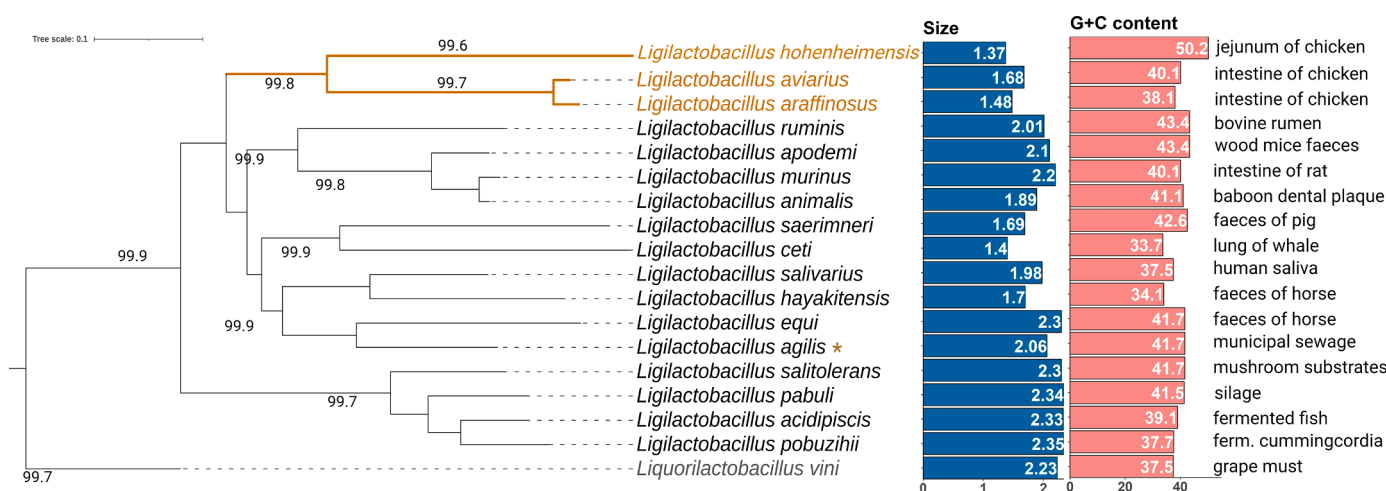 Size
G+C content
Tree scale: 0.1
99.6
Ligilactobacillus hohenheimensis 1.37 50.2 jejunum of chicken
99.8
99.7
Ligilactobacillus aviarius 1.68 40.1 intestine of chicken
Ligilactobacillus araffinosus 1.48 38.1 intestine of chicken
Ligilactobacillus ruminis 2.01 43.4 bovine rumen
99.9
Ligilactobacillus apodemi 2.1 43.4 wood mice faeces
99.8
Ligilactobacillus murinus 2.2 40.1 intestine of rat
Ligilactobacillus animalis 1.89 41.1 baboon dental plaque
Ligilactobacillus saerimneri 1.69 42.6 faeces of pig
99.9
99.9
Ligilactobacillus ceti 1.4 33.7 lung of whale
Ligilactobacillus salivarius 1.98 37.5 human saliva
Ligilactobacillus hayakitensis 1.7 34.1 faeces of horse
99.9
Ligilactobacillus equi 2.3 41.7 faeces of horse
Ligilactobacillus agilis * 2.06 41.7 municipal sewage
Ligilactobacillus salitolerans 2.3 41.7 mushroom substrates
99.7
Ligilactobacillus pabuli 2.34 41.5 silage
Ligilactobacillus acidipiscis 2.33 39.1 fermented fish
Ligilactobacillus pobuzihii 2.35 37.7 ferm. cummingcordia
99.7
Liquorilactobacillus vini 2.23 37.5 grape must
0 1 2 0 20 40